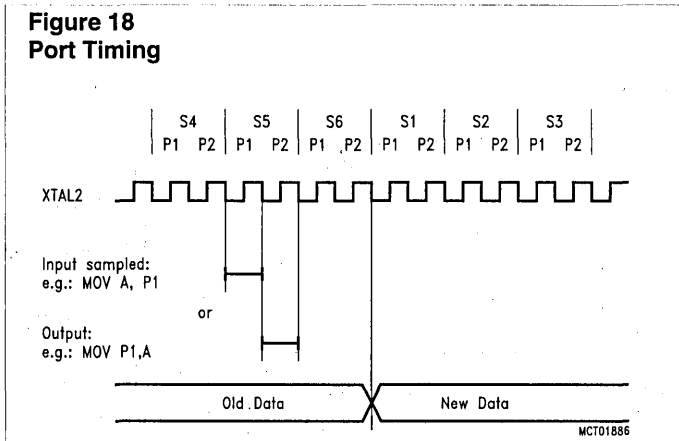 Figure 18
Port Timing
S4 S5 S6 S1 S2 S3
P1 P2 P1 P2 P1 P2 P1 P2 P1 P2 P1 P2
XTAL2
Input sampled:
e.g.: MOV A, P1
or
Output:
e.g.: MOV P1,A
Old Data New Data
MCT01886